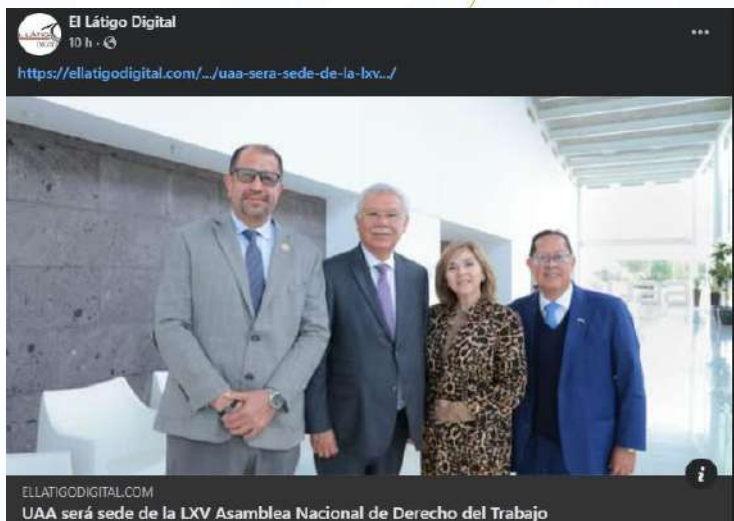 El Látigo Digital
10 h
https://ellatigodigital.com/.../uaa-sera-sede-de-la-lxv.../
ELLATIGODIGITAL.COM
UAA será sede de la LXV Asamblea Nacional de Derecho del Trabajo